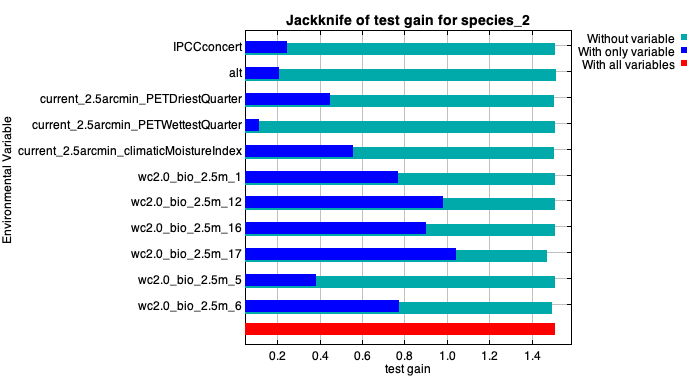 Jackknife of test gain for species_2
Without variable
With only variable
With all variables
Environmental Variable
IPCCconcert
alt
current_2.5arcmin_PETDriestQuarter
current_2.5arcmin_PETWettestQuarter
current_2.5arcmin_climaticMoistureIndex
wc2.0_bio_2.5m_1
wc2.0_bio_2.5m_12
wc2.0_bio_2.5m_16
wc2.0_bio_2.5m_17
wc2.0_bio_2.5m_5
wc2.0_bio_2.5m_6
0.2 0.4 0.6 0.8 1.0 1.2 1.4
test gain